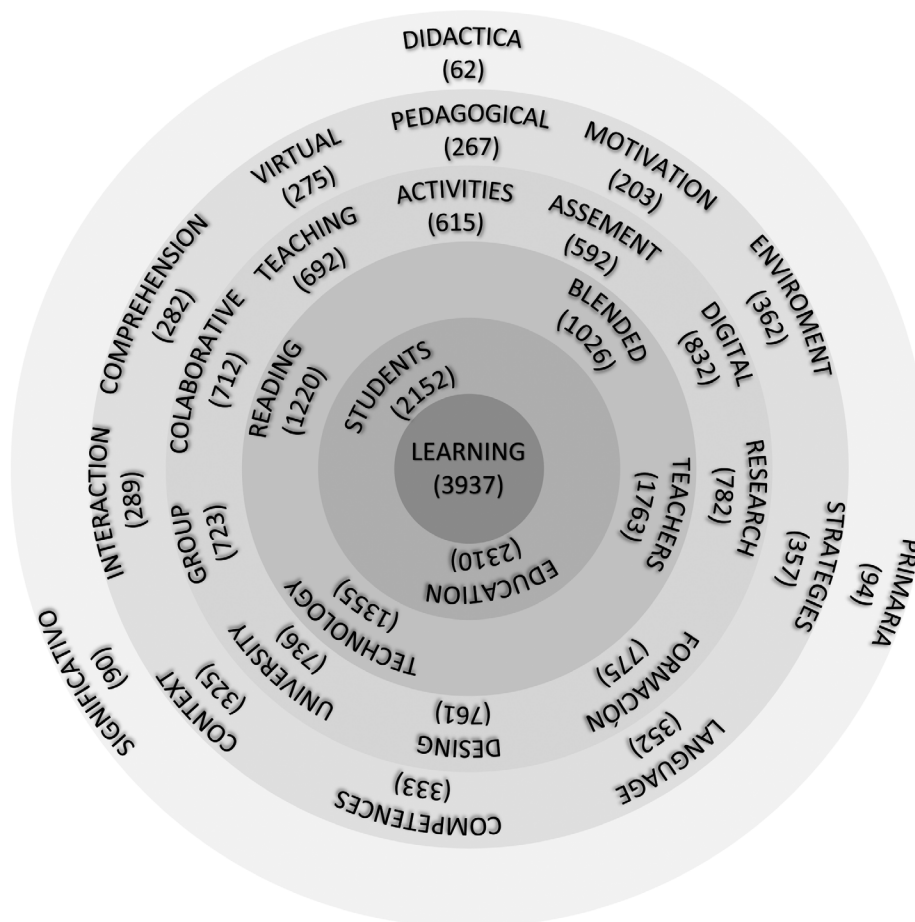 DIDACTICA
(62)
PEDAGOGICAL
(267)
MOTIVATION
(203)
VIRTUAL
(275)
ACTIVITIES
(615)
ASSEMENT
(592)
TEACHING
(692)
ENVIROMENT
(362)
COMPREHENSION
(282)
BLENDED
(1026)
DIGITAL
(832)
COLABORATIVE
(712)
READING
(1220)
STUDENTS
(2152)
LEARNING
(3937)
TEACHERS
(1763)
RESEARCH
(782)
STRATEGIES
(357)
PRIMARIA
(94)
INTERACTION
(289)
GROUP
(723)
EDUCATION
(2310)
TECHNOLOGY
(1355)
UNIVERSITY
(736)
FORMACIÓN
(775)
SIGNIFICATIVO
(90)
CONTEXT
(325)
DESING
(761)
LANGUAGE
(352)
COMPETENCES
(333)